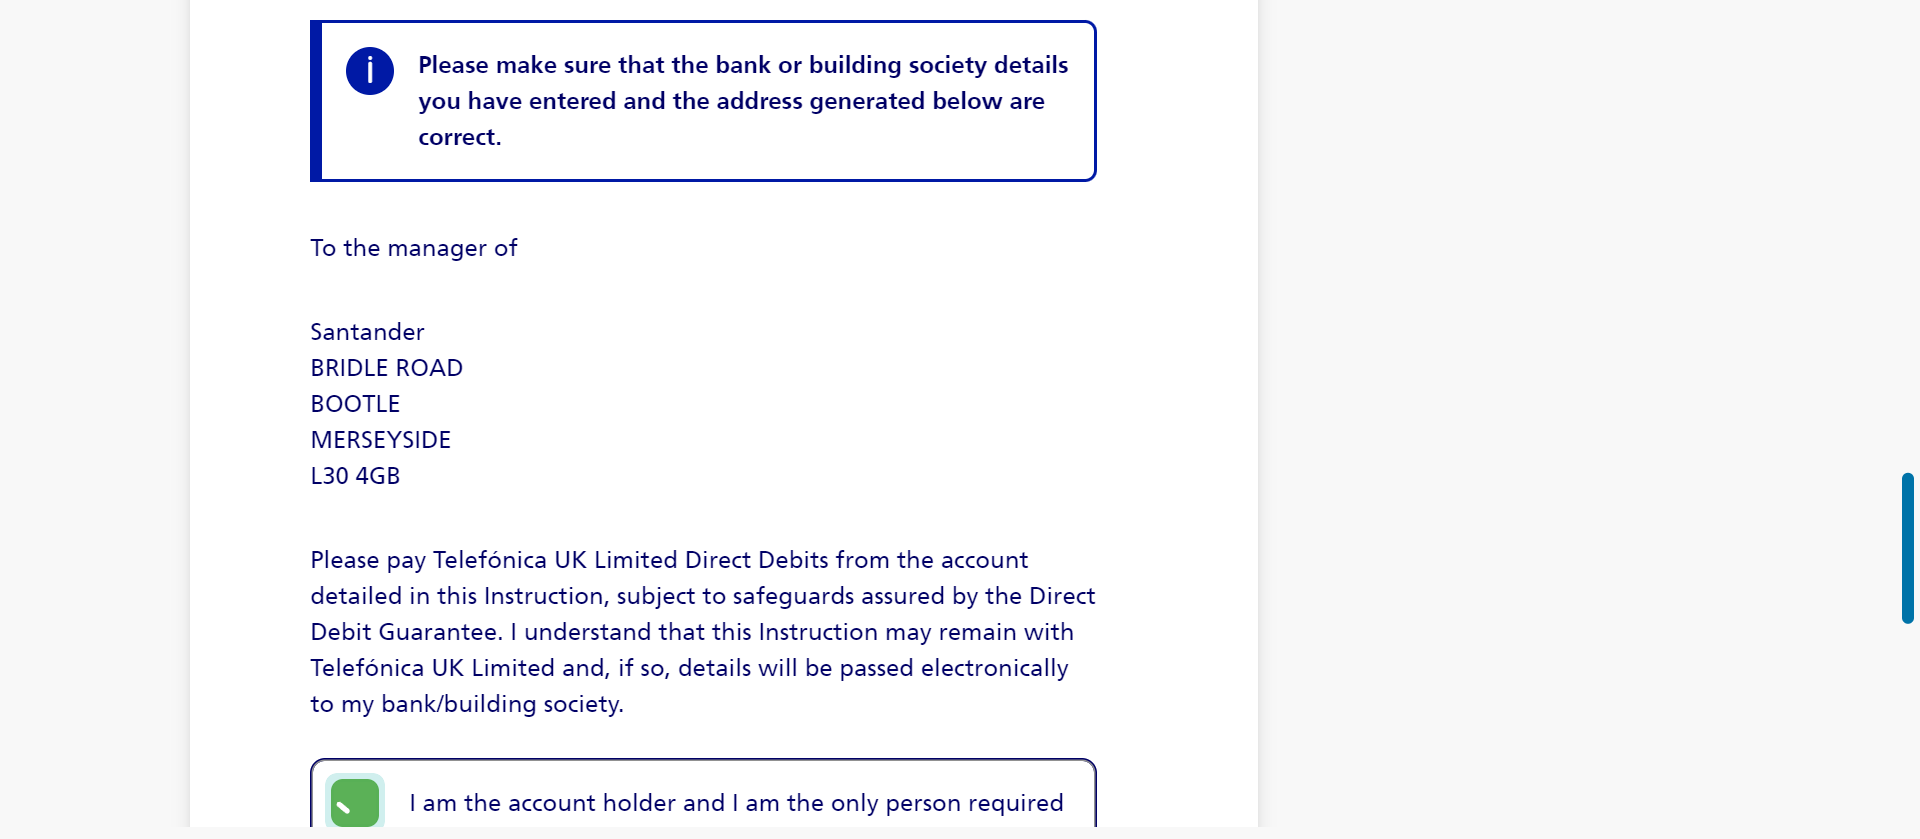 Please make sure that the bank or building society details
you have entered and the address generated below are
correct.
To the manager of
Santander
BRIDLE ROAD
BOOTLE
MERSEYSIDE
L30 4GB
Please pay Telefónica UK Limited Direct Debits from the account
detailed in this Instruction, subject to safeguards assured by the Direct
Debit Guarantee. I understand that this Instruction may remain with
Telefónica UK Limited and, if so, details will be passed electronically
to my bank/building society.
I am the account holder and I am the only person required